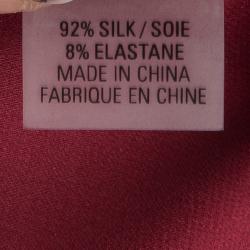 92% SILK / SOIE
8% ELASTANE
MADE IN CHINA
FABRIQUE EN CHINE